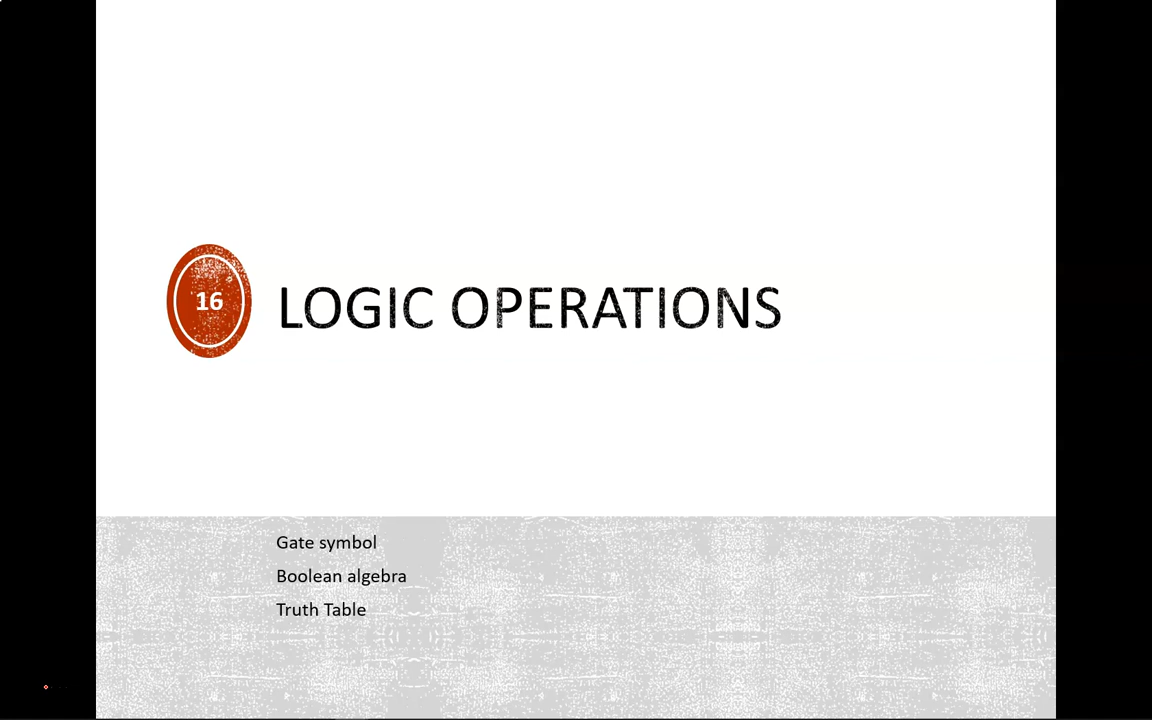 16
LOGIC OPERATIONS
Gate symbol
Boolean algebra
Truth Table